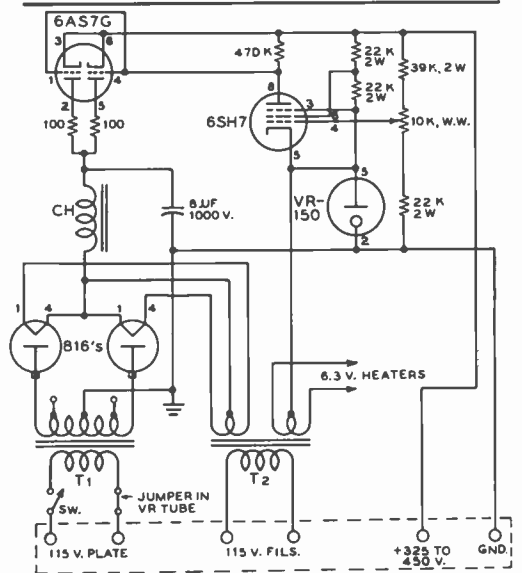 6AS7G
3 6
1 4
2 5
100 100
470K
22 K
2W
22 K
2W
39K, 2W
8
6SH7
3
6
4
10K, W.W.
5
CH
8 UF
1000 V.
VR-
150
5
2
22 K
2W
1 4 1 4
816's
6.3 V. HEATERS
T1
T2
SW.
JUMPER IN
VR TUBE
115 V. PLATE
115 V. FILS.
+325 TO
450 V.
GND.